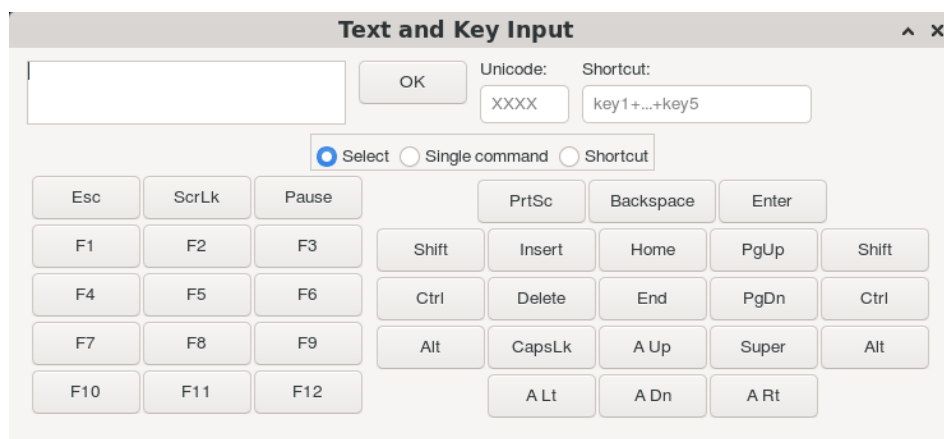 Text and Key Input
OK
Unicode:
Shortcut:
XXXX
key1+...+key5
Select
Single command
Shortcut
Esc
ScrLk
Pause
PrtSc
Backspace
Enter
F1
F2
F3
Shift
Insert
Home
PgUp
Shift
F4
F5
F6
Ctrl
Delete
End
PgDn
Ctrl
F7
F8
F9
Alt
CapsLk
A Up
Super
Alt
F10
F11
F12
A Lt
A Dn
A Rt